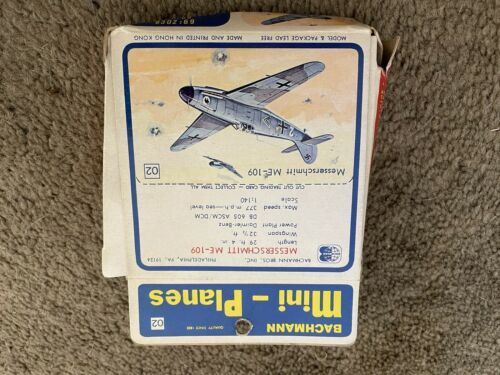 BACHMANN
QUALITY SINCE 1833
Mini-Planes
02
BACHMANN BROS., INC. PHILADELPHIA, PA. 19124
MESSERSCHMITT ME-109
Length 29 ft. 4 in.
Wingspan 32½ ft.
Power Plant Daimler-Benz
DB 605 ASCM/DCM
Max. speed 377 m.p.h.—sea level
Scale 1:140
CUT OUT TRADING CARD — COLLECT THEM ALL
Messerschmitt ME-109 02
MODEL & PACKAGE LEAD FREE MADE AND PRINTED IN HONG KONG